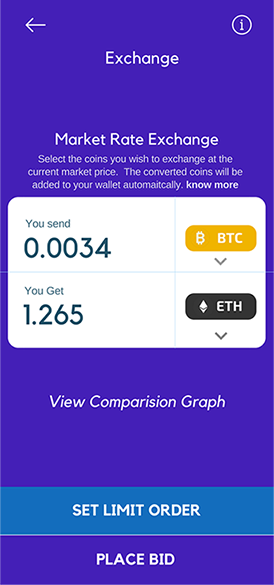 Exchange
Market Rate Exchange
Select the coins you wish to exchange at the
current market price. The converted coins will be
added to your wallet automaitcally. know more
You send
0.0034
BTC
You Get
1.265
ETH
View Comparision Graph
SET LIMIT ORDER
PLACE BID